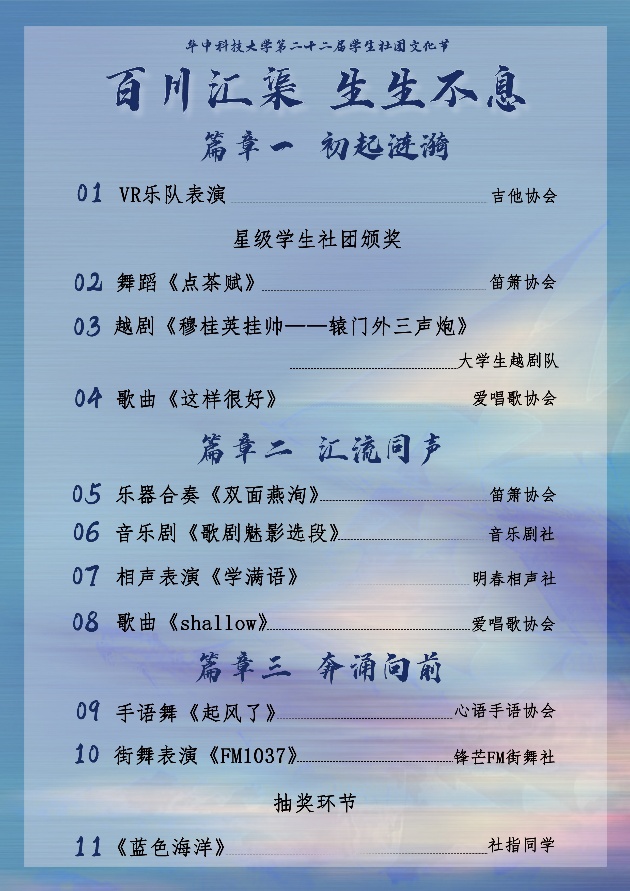 华中科技大学第二十二届学生社团文化节
百川汇渠 生生不息
篇章一 初起涟漪
01 VR乐队表演 吉他协会
星级学生社团颁奖
02 舞蹈《点茶赋》 笛箫协会
03 越剧《穆桂英挂帅——辕门外三声炮》
大学生越剧队
04 歌曲《这样很好》 爱唱歌协会
篇章二 汇流同声
05 乐器合奏《双面燕洵》 笛箫协会
06 音乐剧《歌剧魅影选段》 音乐剧社
07 相声表演《学满语》 明春相声社
08 歌曲《shallow》 爱唱歌协会
篇章三 奔涌向前
09 手语舞《起风了》 心语手语协会
10 街舞表演《FM1037》 锋芒FM街舞社
抽奖环节
11 《蓝色海洋》 社指同学